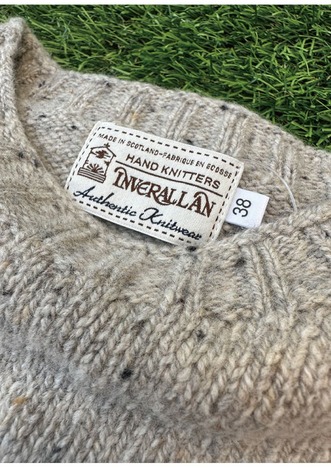 MADE IN SCOTLAND-FABRIQUE EN ECOSSE
HAND KNITTERS
INVERALLAN
Authentic Knitwear
38